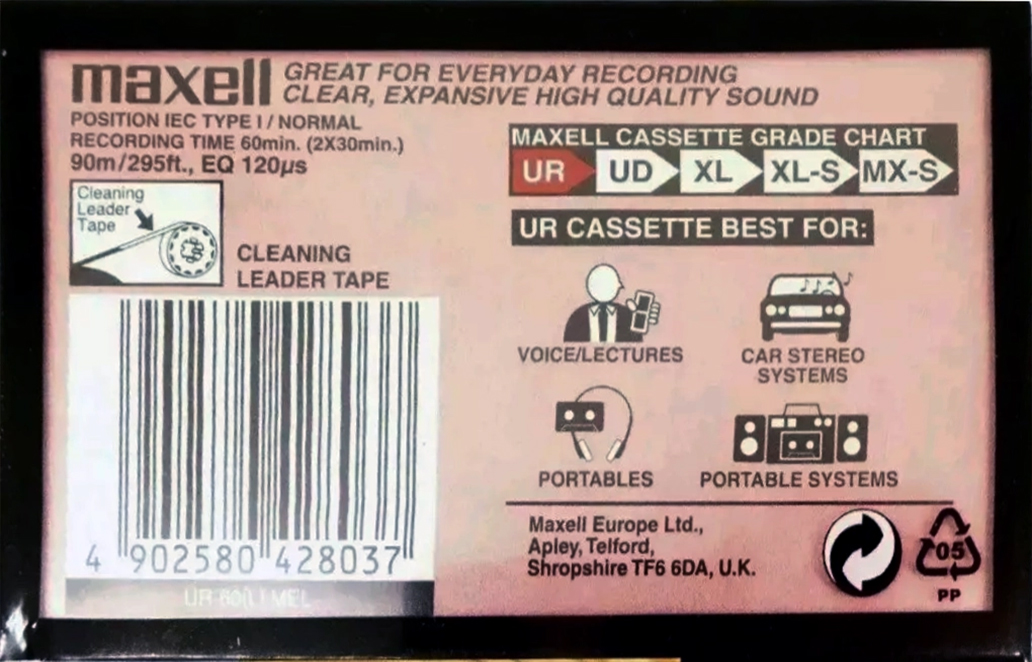 maxell
GREAT FOR EVERYDAY RECORDING
CLEAR, EXPANSIVE HIGH QUALITY SOUND
POSITION IEC TYPE I / NORMAL
RECORDING TIME 60min. (2X30min.)
90m/295ft., EQ 120µs
Cleaning
Leader
Tape
CLEANING
LEADER TAPE
4 902580 428037
UR-60(L) MEL
MAXELL CASSETTE GRADE CHART
UR UD XL XL-S MX-S
UR CASSETTE BEST FOR:
VOICE/LECTURES
CAR STEREO
SYSTEMS
PORTABLES
PORTABLE SYSTEMS
Maxell Europe Ltd.,
Apley, Telford,
Shropshire TF6 6DA, U.K.
05
PP